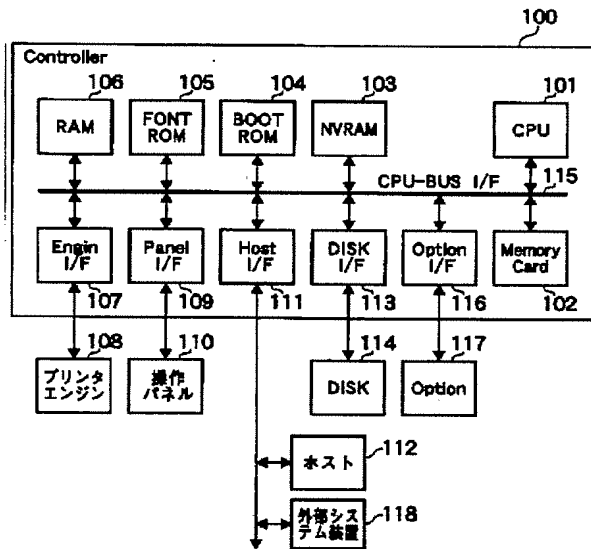 100
Controller
106
105
104
103
101
RAM
FONT
ROM
BOOT
ROM
NVRAM
CPU
CPU-BUS I/F
115
Engin
I/F
Panel
I/F
Host
I/F
DISK
I/F
Option
I/F
Memory
Card
107
109
111
113
116
102
108
110
114
117
プリンタ
エンジン
操作
パネル
DISK
Option
112
ホスト
外部シス
テム装置
118